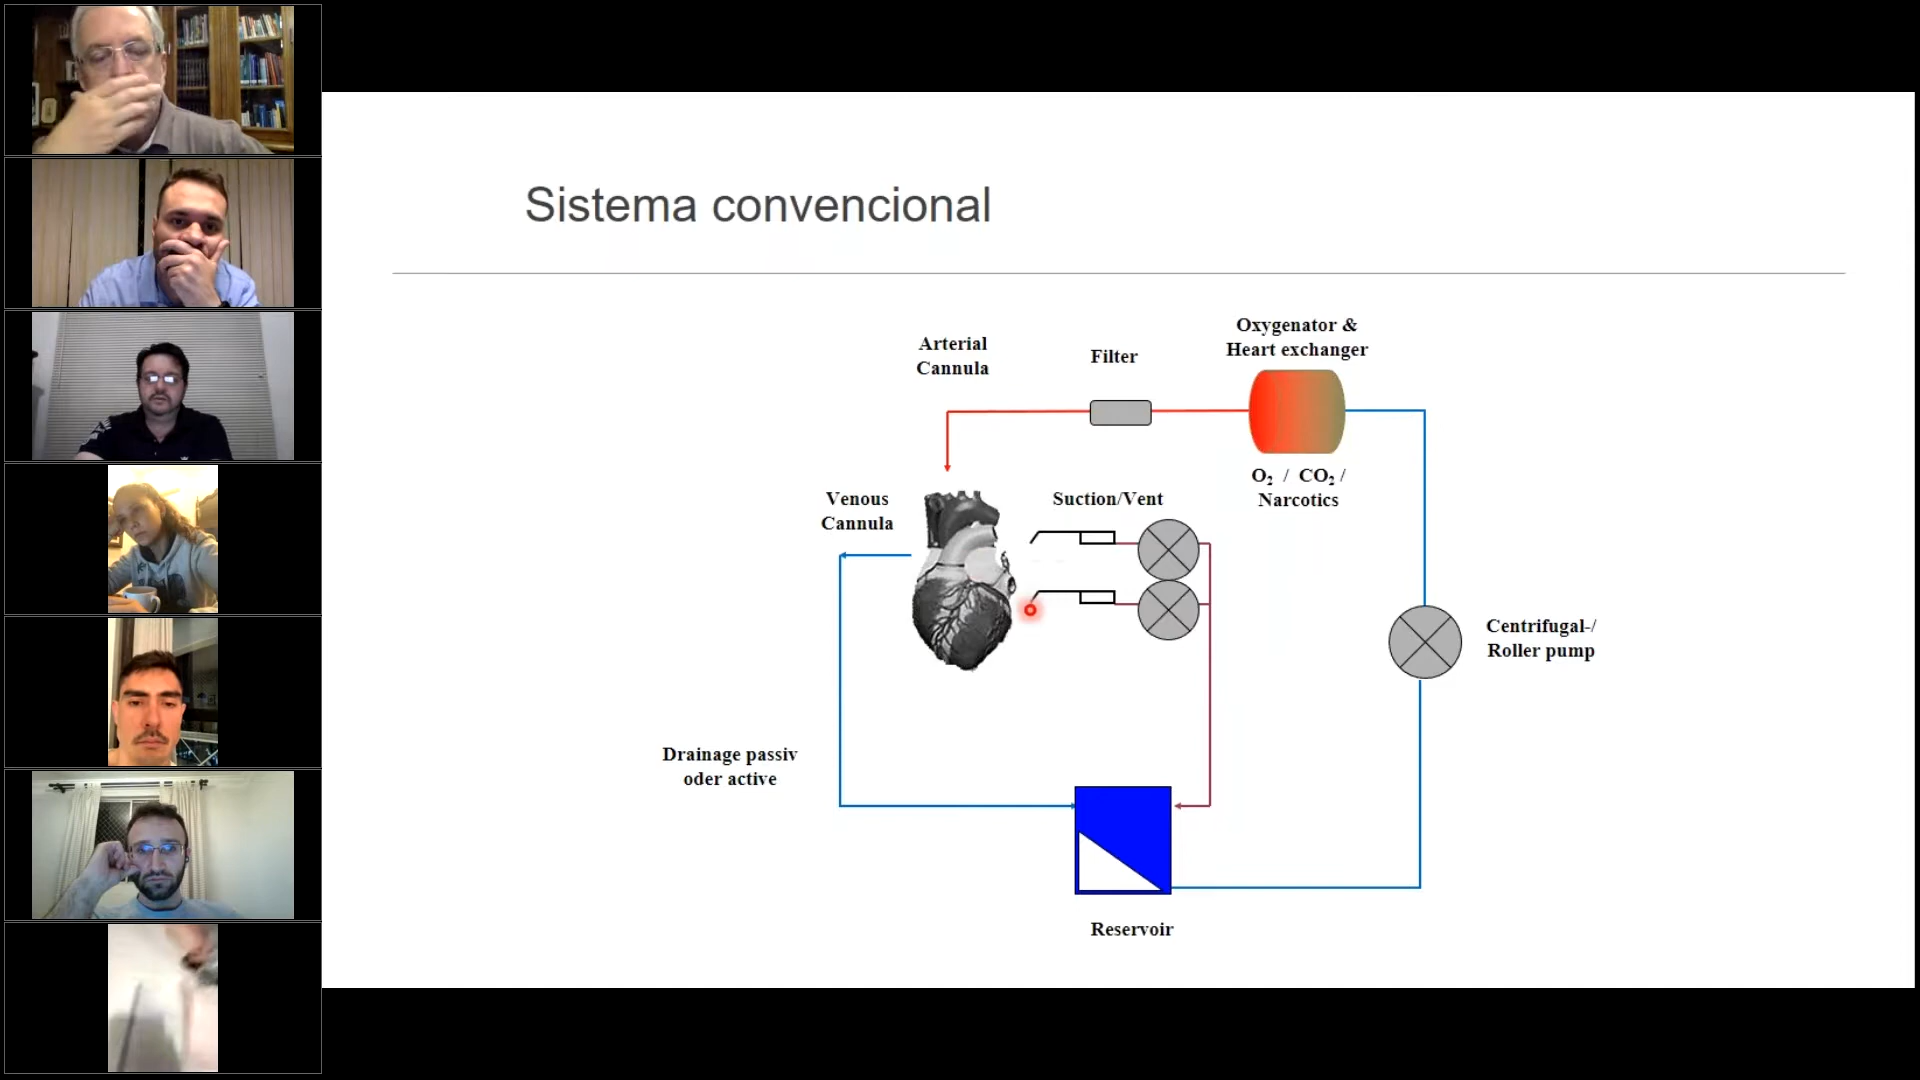 Sistema convencional
Oxygenator &
Heart exchanger
Arterial
Cannula
Filter
O₂ / CO₂ /
Narcotics
Venous
Cannula
Suction/Vent
Centrifugal-/
Roller pump
Drainage passiv
oder active
Reservoir